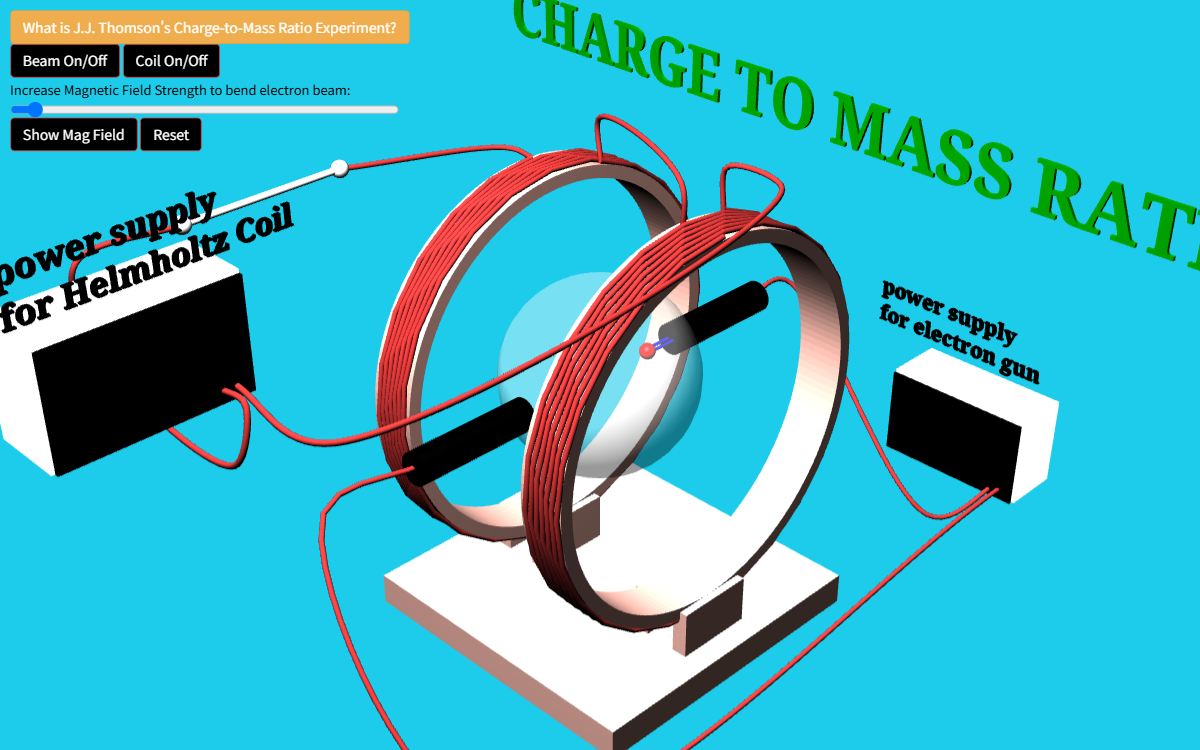 What is J.J. Thomson's Charge-to-Mass Ratio Experiment?
Beam On/Off
Coil On/Off
Increase Magnetic Field Strength to bend electron beam:
Show Mag Field
Reset
CHARGE TO MASS RATI
power supply
for Helmholtz Coil
power supply
for electron gun